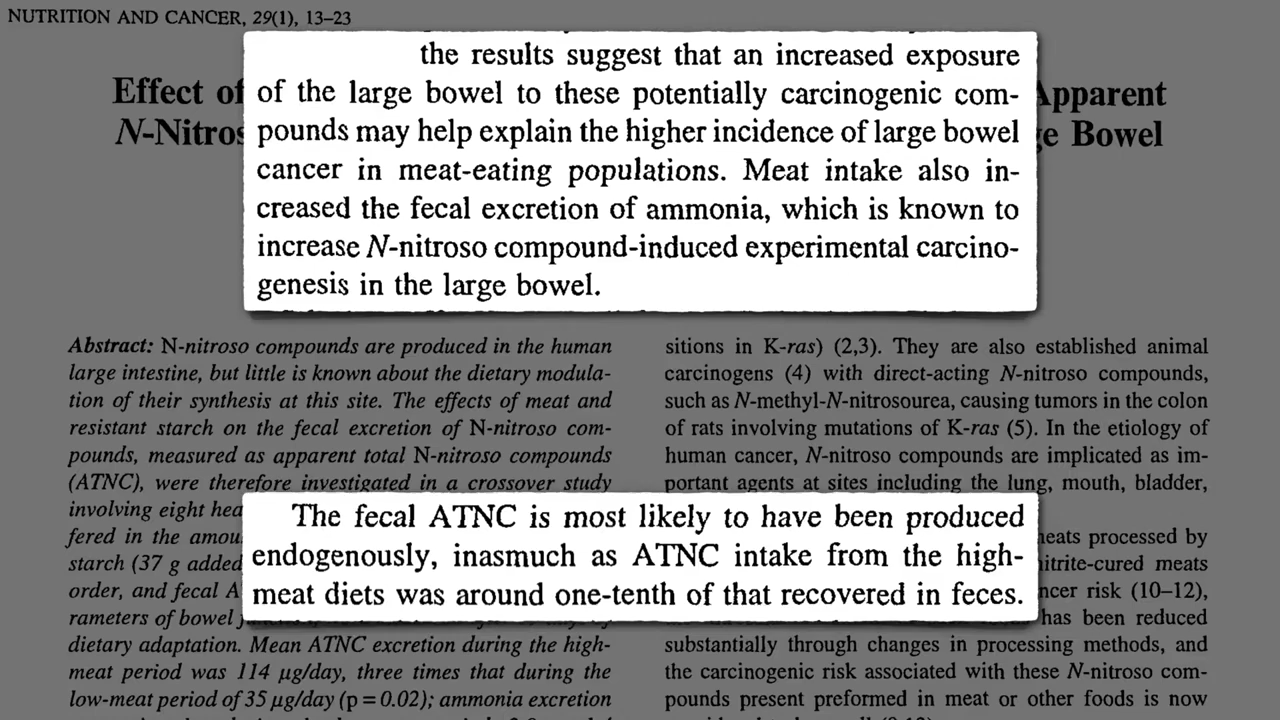 NUTRITION AND CANCER, 29(1), 13–23
Effect of Apparent
N-Nitros ge Bowel
the results suggest that an increased exposure
of the large bowel to these potentially carcinogenic com-
pounds may help explain the higher incidence of large bowel
cancer in meat-eating populations. Meat intake also in-
creased the fecal excretion of ammonia, which is known to
increase N-nitroso compound-induced experimental carcino-
genesis in the large bowel.
Abstract: N-nitroso compounds are produced in the human
large intestine, but little is known about the dietary modula-
tion of their synthesis at this site. The effects of meat and
resistant starch on the fecal excretion of N-nitroso com-
pounds, measured as apparent total N-nitroso compounds
(ATNC), were therefore investigated in a crossover study
involving eight hea
fered in the amou
starch (37 g added
order, and fecal A
rameters of bowel
dietary adaptation. Mean ATNC excretion during the high-
meat period was 114 µg/day, three times that during the
low-meat period of 35 µg/day (p = 0.02); ammonia excretion
The fecal ATNC is most likely to have been produced
endogenously, inasmuch as ATNC intake from the high-
meat diets was around one-tenth of that recovered in feces.
sitions in K-ras) (2,3). They are also established animal
carcinogens (4) with direct-acting N-nitroso compounds,
such as N-methyl-N-nitrosourea, causing tumors in the colon
of rats involving mutations of K-ras (5). In the etiology of
human cancer, N-nitroso compounds are implicated as im-
portant agents at sites including the lung, mouth, bladder,
eats processed by
itrite-cured meats
ncer risk (10–12),
has been reduced
substantially through changes in processing methods, and
the carcinogenic risk associated with these N-nitroso com-
pounds present preformed in meat or other foods is now